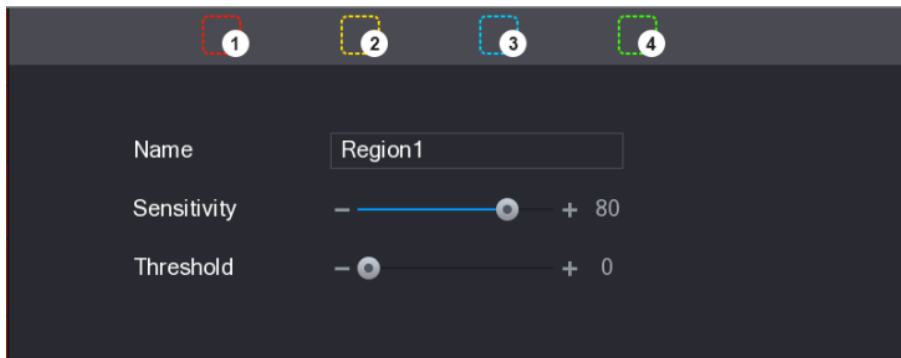 1 2 3 4
Name Region1
Sensitivity − + 80
Threshold − + 0